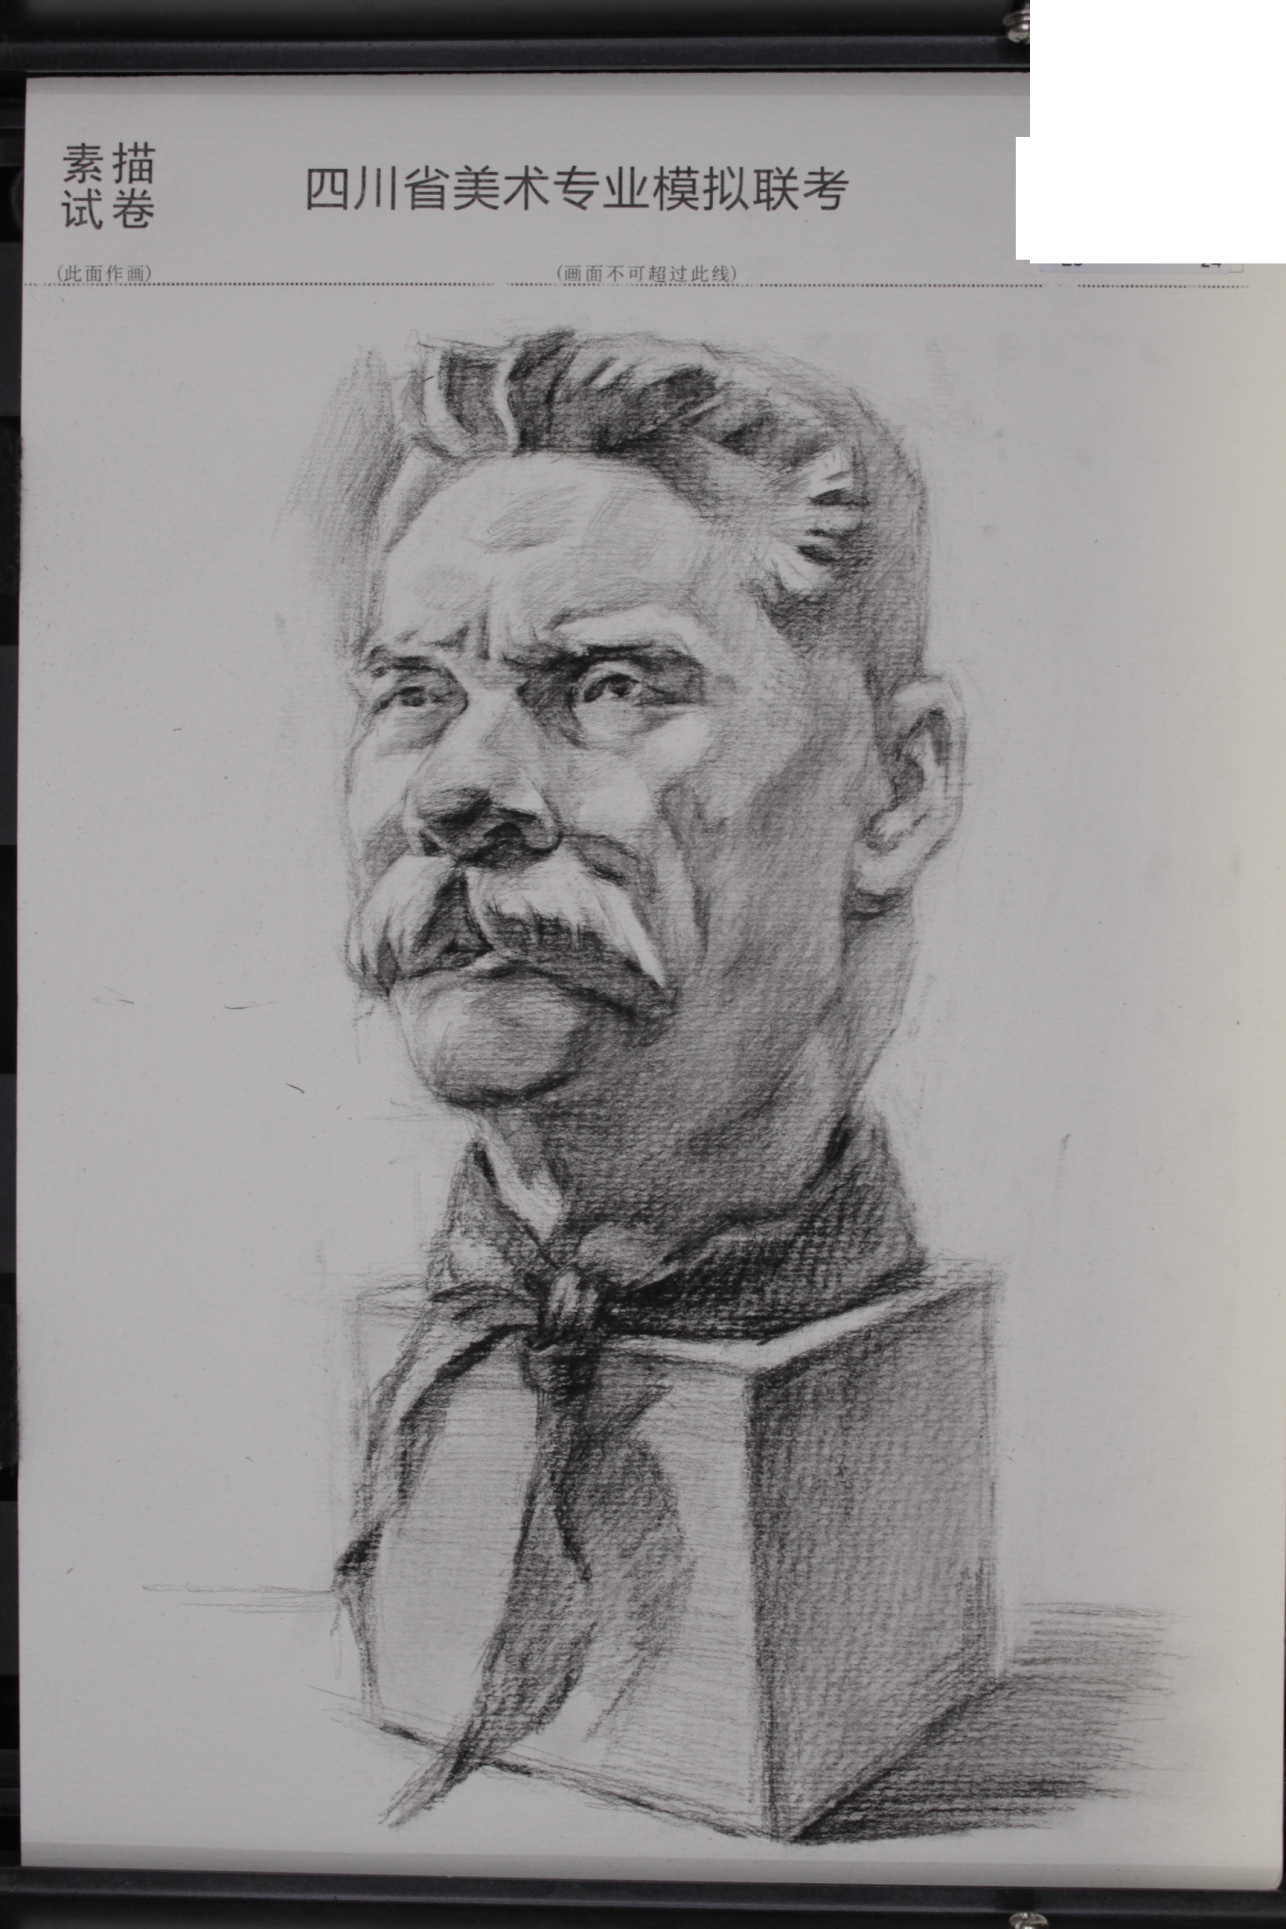 素描
试卷
四川省美术专业模拟联考
(此面作画)
(画面不可超过此线)